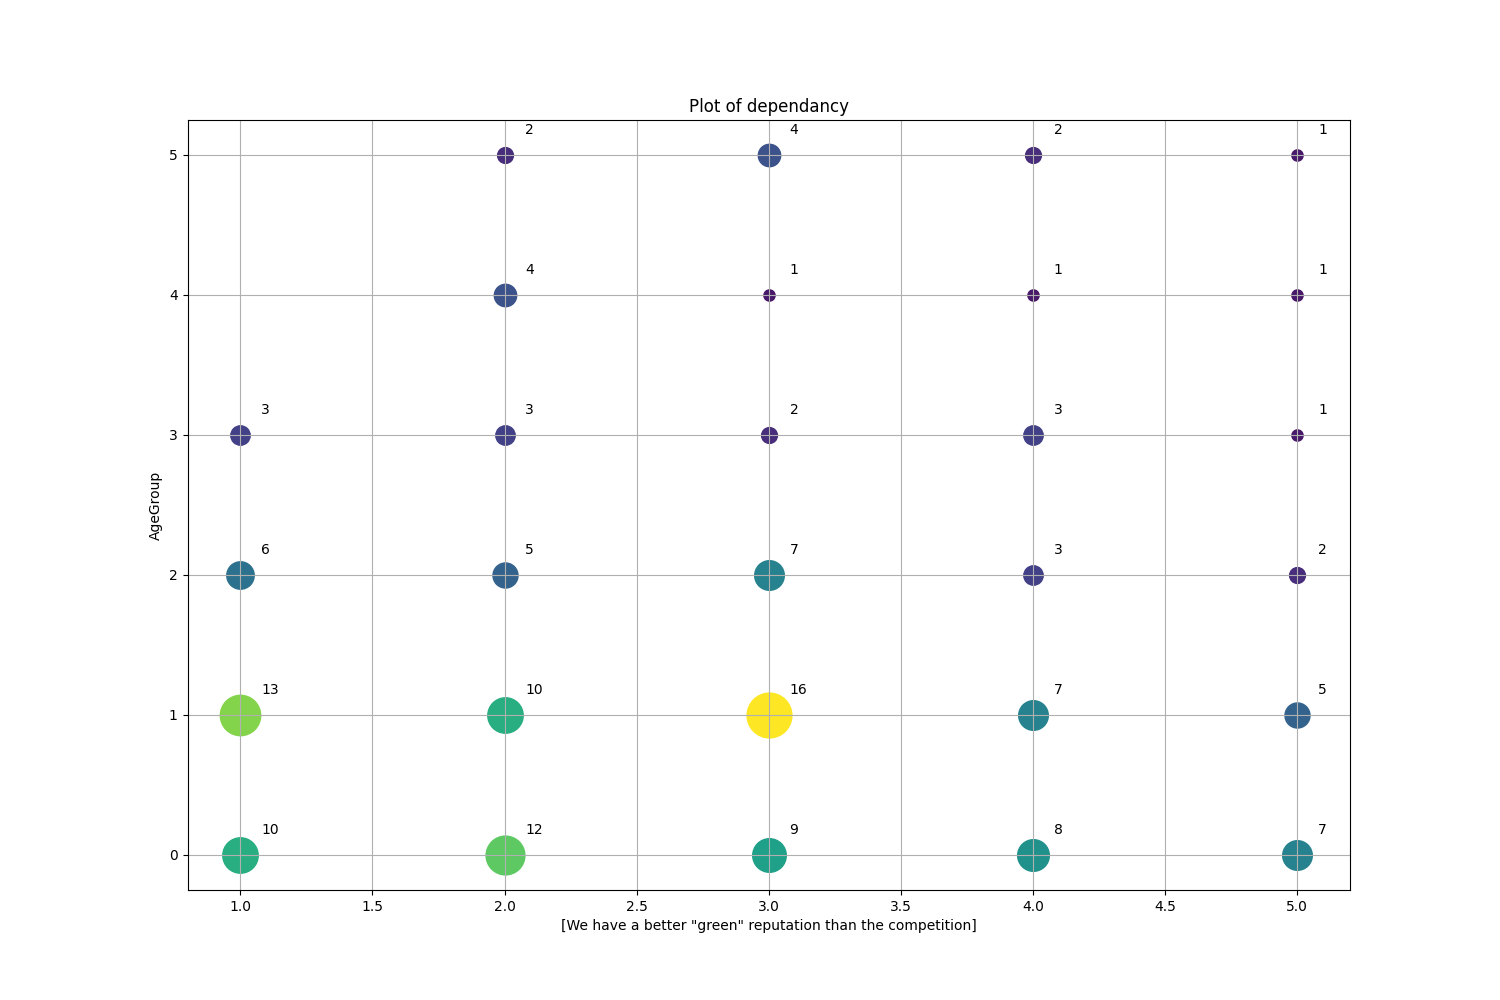 Plot of dependancy
2 4 2 1
5
4 1 1 1
4
3 3 2 3 1
3
AgeGroup
6 5 7 3 2
2
13 10 16 7 5
1
10 12 9 8 7
0
1.0 1.5 2.0 2.5 3.0 3.5 4.0 4.5 5.0
[We have a better "green" reputation than the competition]